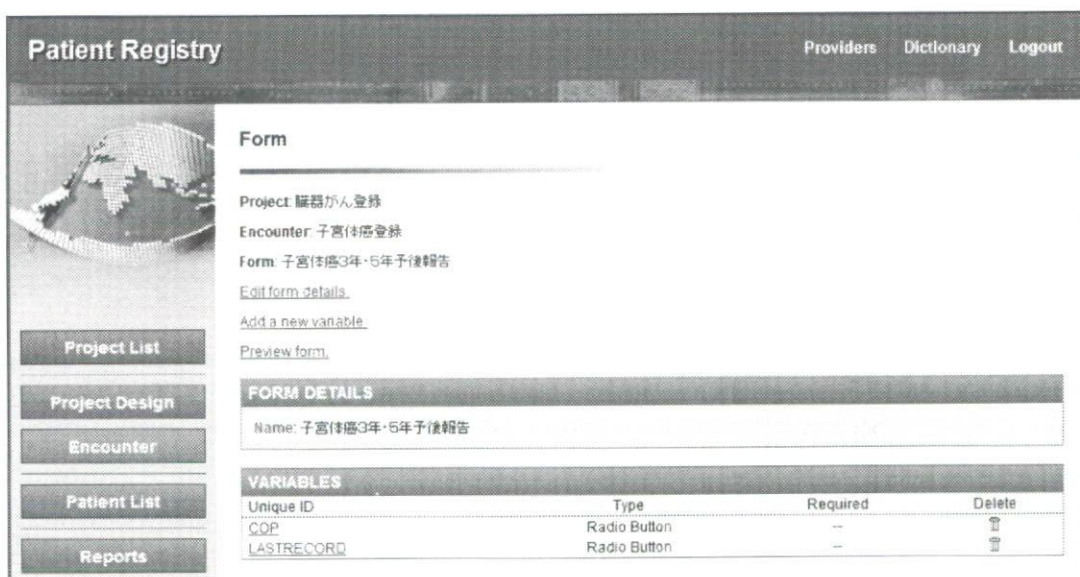 Patient Registry
Providers Dictionary Logout
Form
Project: 臓器がん登録
Encounter: 子宮体癌登録
Form: 子宮体癌3年・5年予後報告
Edit form details.
Add a new variable.
Preview form.
Project List
Project Design
Encounter
Patient List
Reports
FORM DETAILS
Name: 子宮体癌3年・5年予後報告
VARIABLES
Unique ID Type Required Delete
COP Radio Button --
LASTRECORD Radio Button --